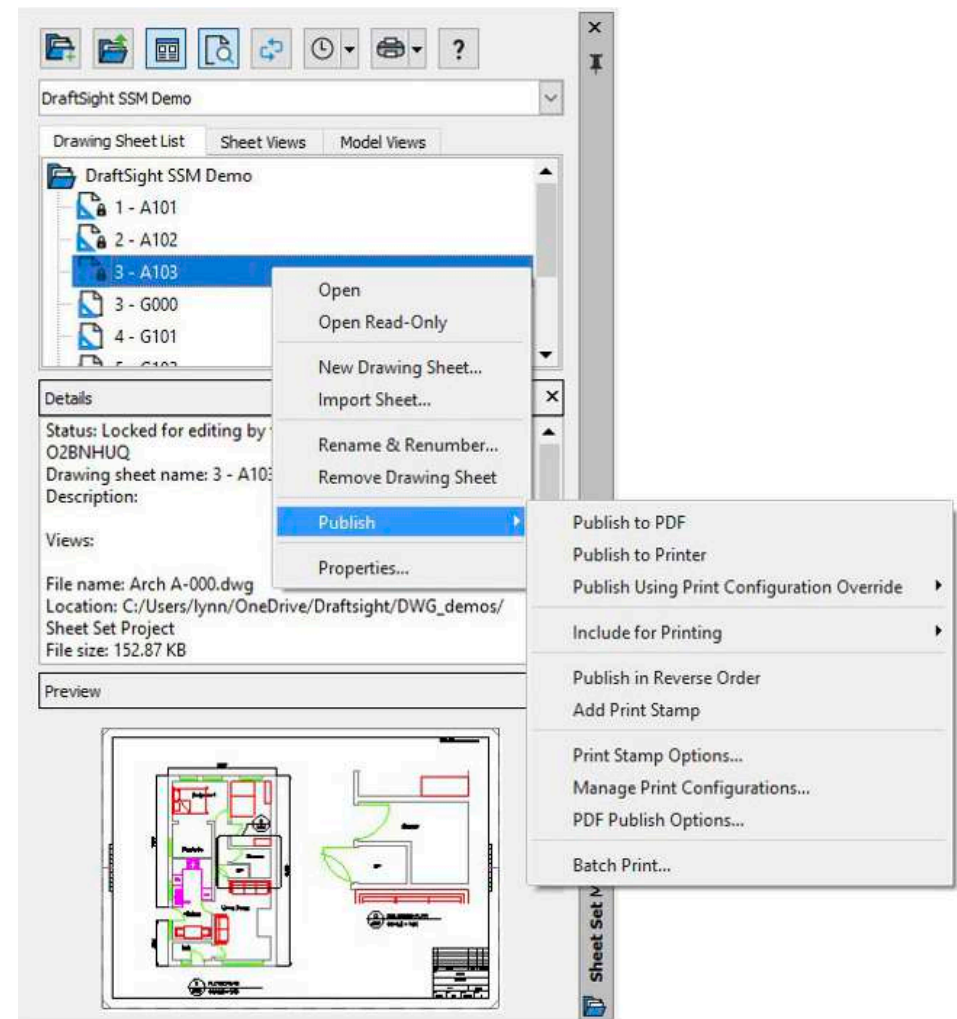 ?
DraftSight SSM Demo
Drawing Sheet List
Sheet Views
Model Views
DraftSight SSM Demo
1 - A101
2 - A102
3 - A103
3 - G000
4 - G101
Open
Open Read-Only
New Drawing Sheet...
Import Sheet...
Rename & Renumber...
Remove Drawing Sheet
Publish
Properties...
Details
Status: Locked for editing by
O2BNHUQ
Drawing sheet name: 3 - A103
Description:
Views:
File name: Arch A-000.dwg
Location: C:/Users/lynn/OneDrive/Draftsight/DWG_demos/
Sheet Set Project
File size: 152.87 KB
Publish to PDF
Publish to Printer
Publish Using Print Configuration Override
Include for Printing
Publish in Reverse Order
Add Print Stamp
Print Stamp Options...
Manage Print Configurations...
PDF Publish Options...
Batch Print...
Preview
Sheet Set